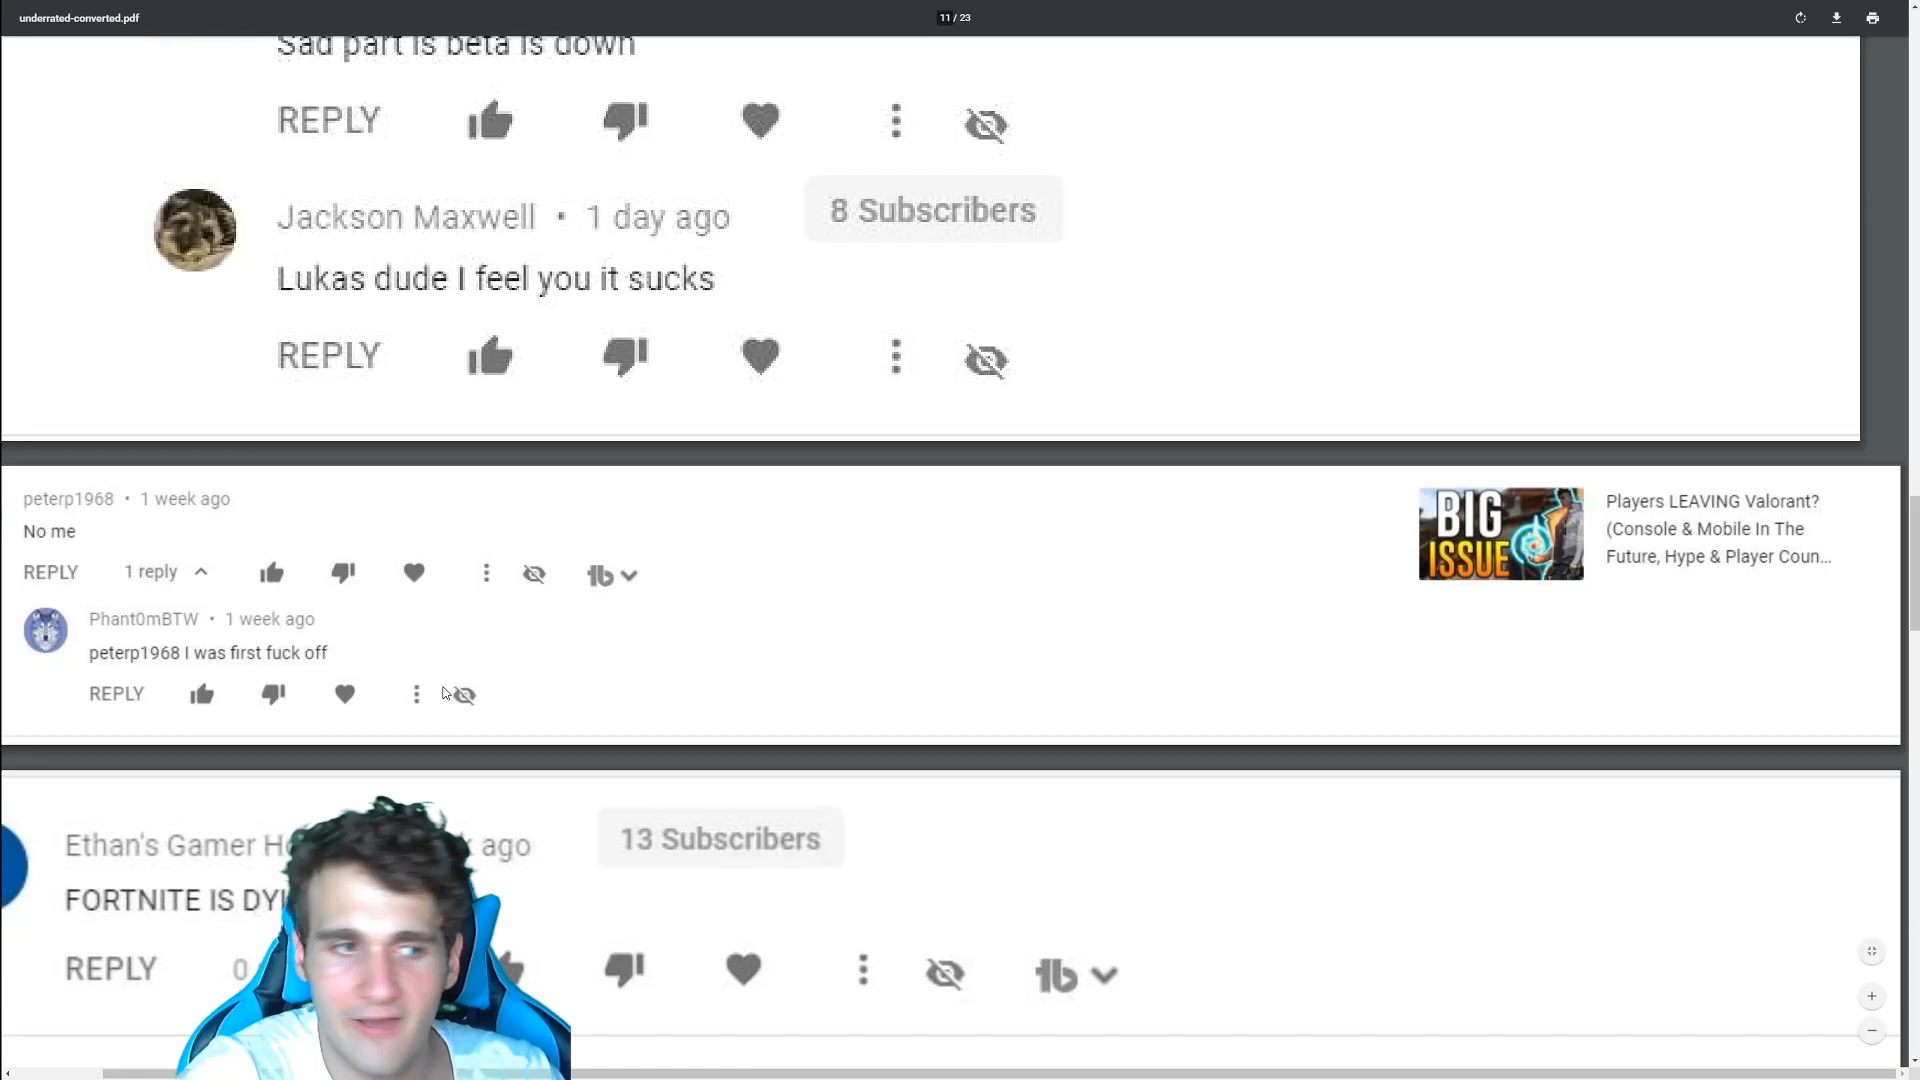 underrated-converted.pdf
11 / 23
Sad part is beta is down
REPLY
Jackson Maxwell • 1 day ago
8 Subscribers
Lukas dude I feel you it sucks
REPLY
peterp1968 • 1 week ago
No me
REPLY 1 reply
BIG
ISSUE
Players LEAVING Valorant?
(Console & Mobile In The
Future, Hype & Player Coun...
Phant0mBTW • 1 week ago
peterp1968 I was first fuck off
REPLY
Ethan's Gamer ago
13 Subscribers
FORTNITE IS
REPLY 0